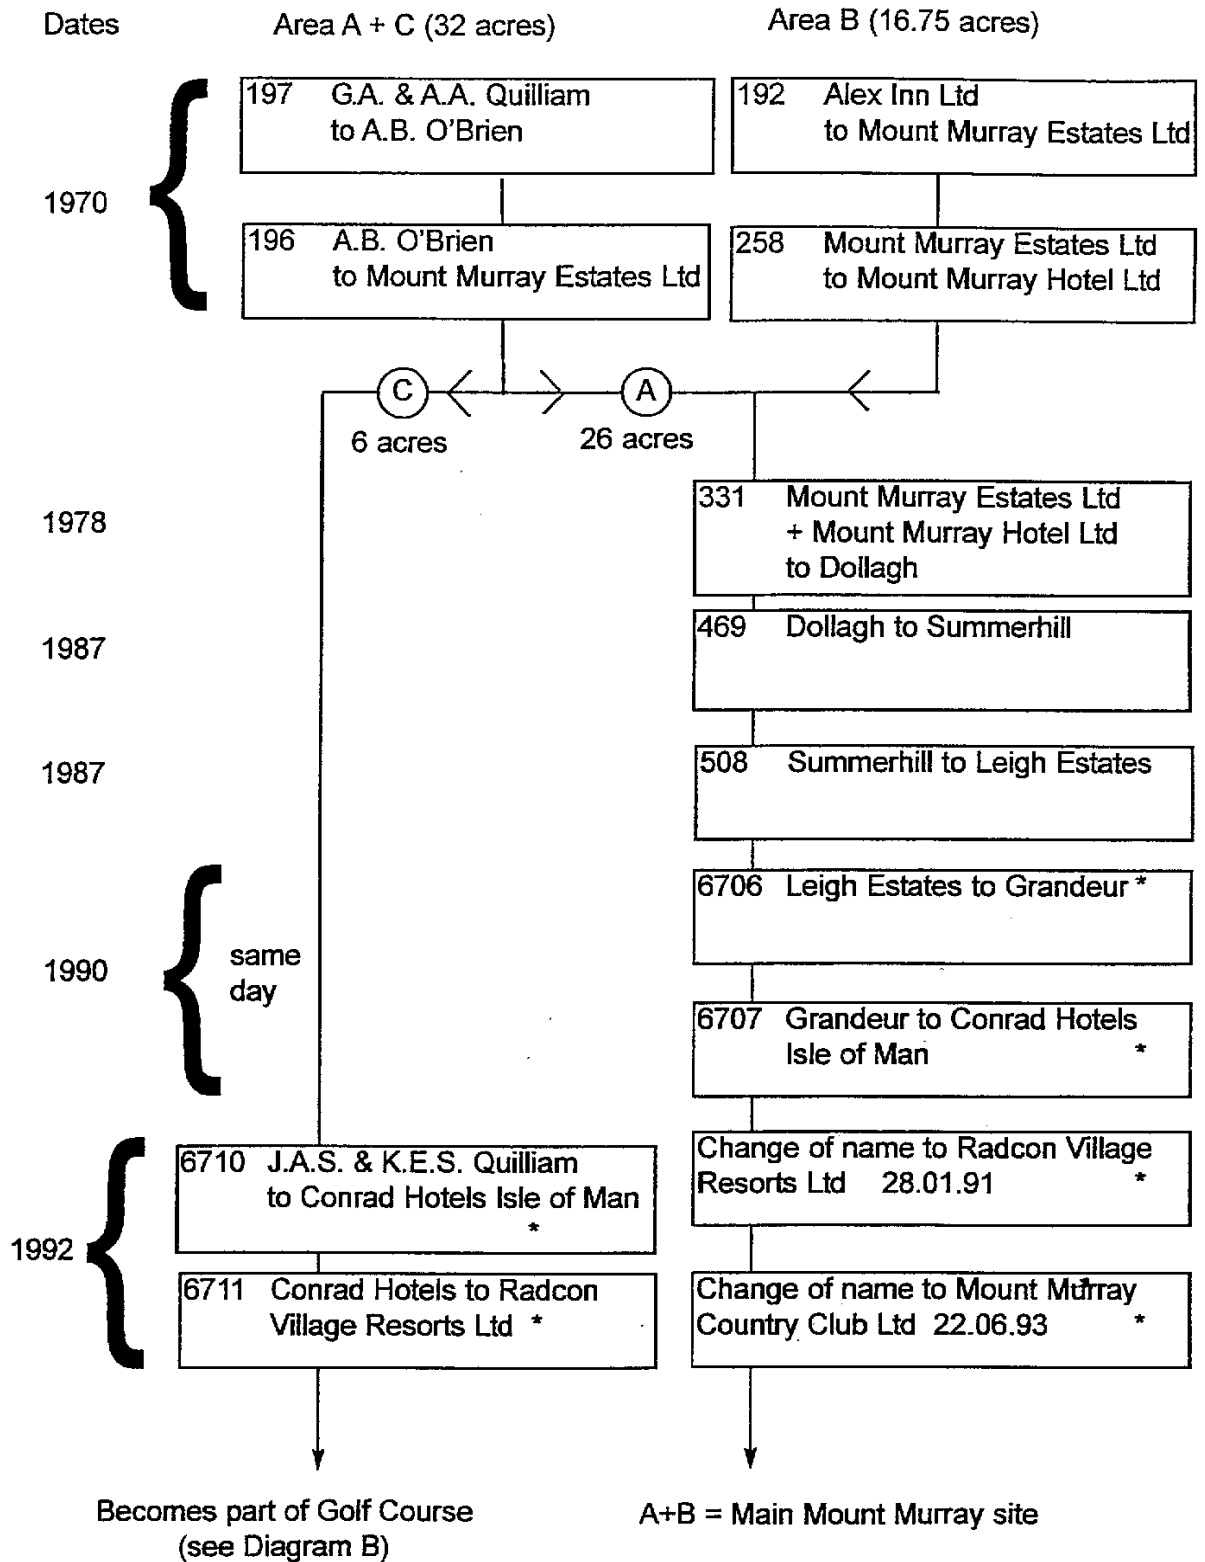 Dates
Area A + C (32 acres)
Area B (16.75 acres)
1970
197 G.A. & A.A. Quilliam
to A.B. O'Brien
192 Alex Inn Ltd
to Mount Murray Estates Ltd
196 A.B. O'Brien
to Mount Murray Estates Ltd
258 Mount Murray Estates Ltd
to Mount Murray Hotel Ltd
C
A
6 acres
26 acres
1978
331 Mount Murray Estates Ltd
+ Mount Murray Hotel Ltd
to Dollagh
1987
469 Dollagh to Summerhill
1987
508 Summerhill to Leigh Estates
1990
same
day
6706 Leigh Estates to Grandeur *
6707 Grandeur to Conrad Hotels
Isle of Man *
1992
6710 J.A.S. & K.E.S. Quilliam
to Conrad Hotels Isle of Man
*
Change of name to Radcon Village
Resorts Ltd 28.01.91 *
6711 Conrad Hotels to Radcon
Village Resorts Ltd *
Change of name to Mount Murray
Country Club Ltd 22.06.93 *
Becomes part of Golf Course
(see Diagram B)
A+B = Main Mount Murray site